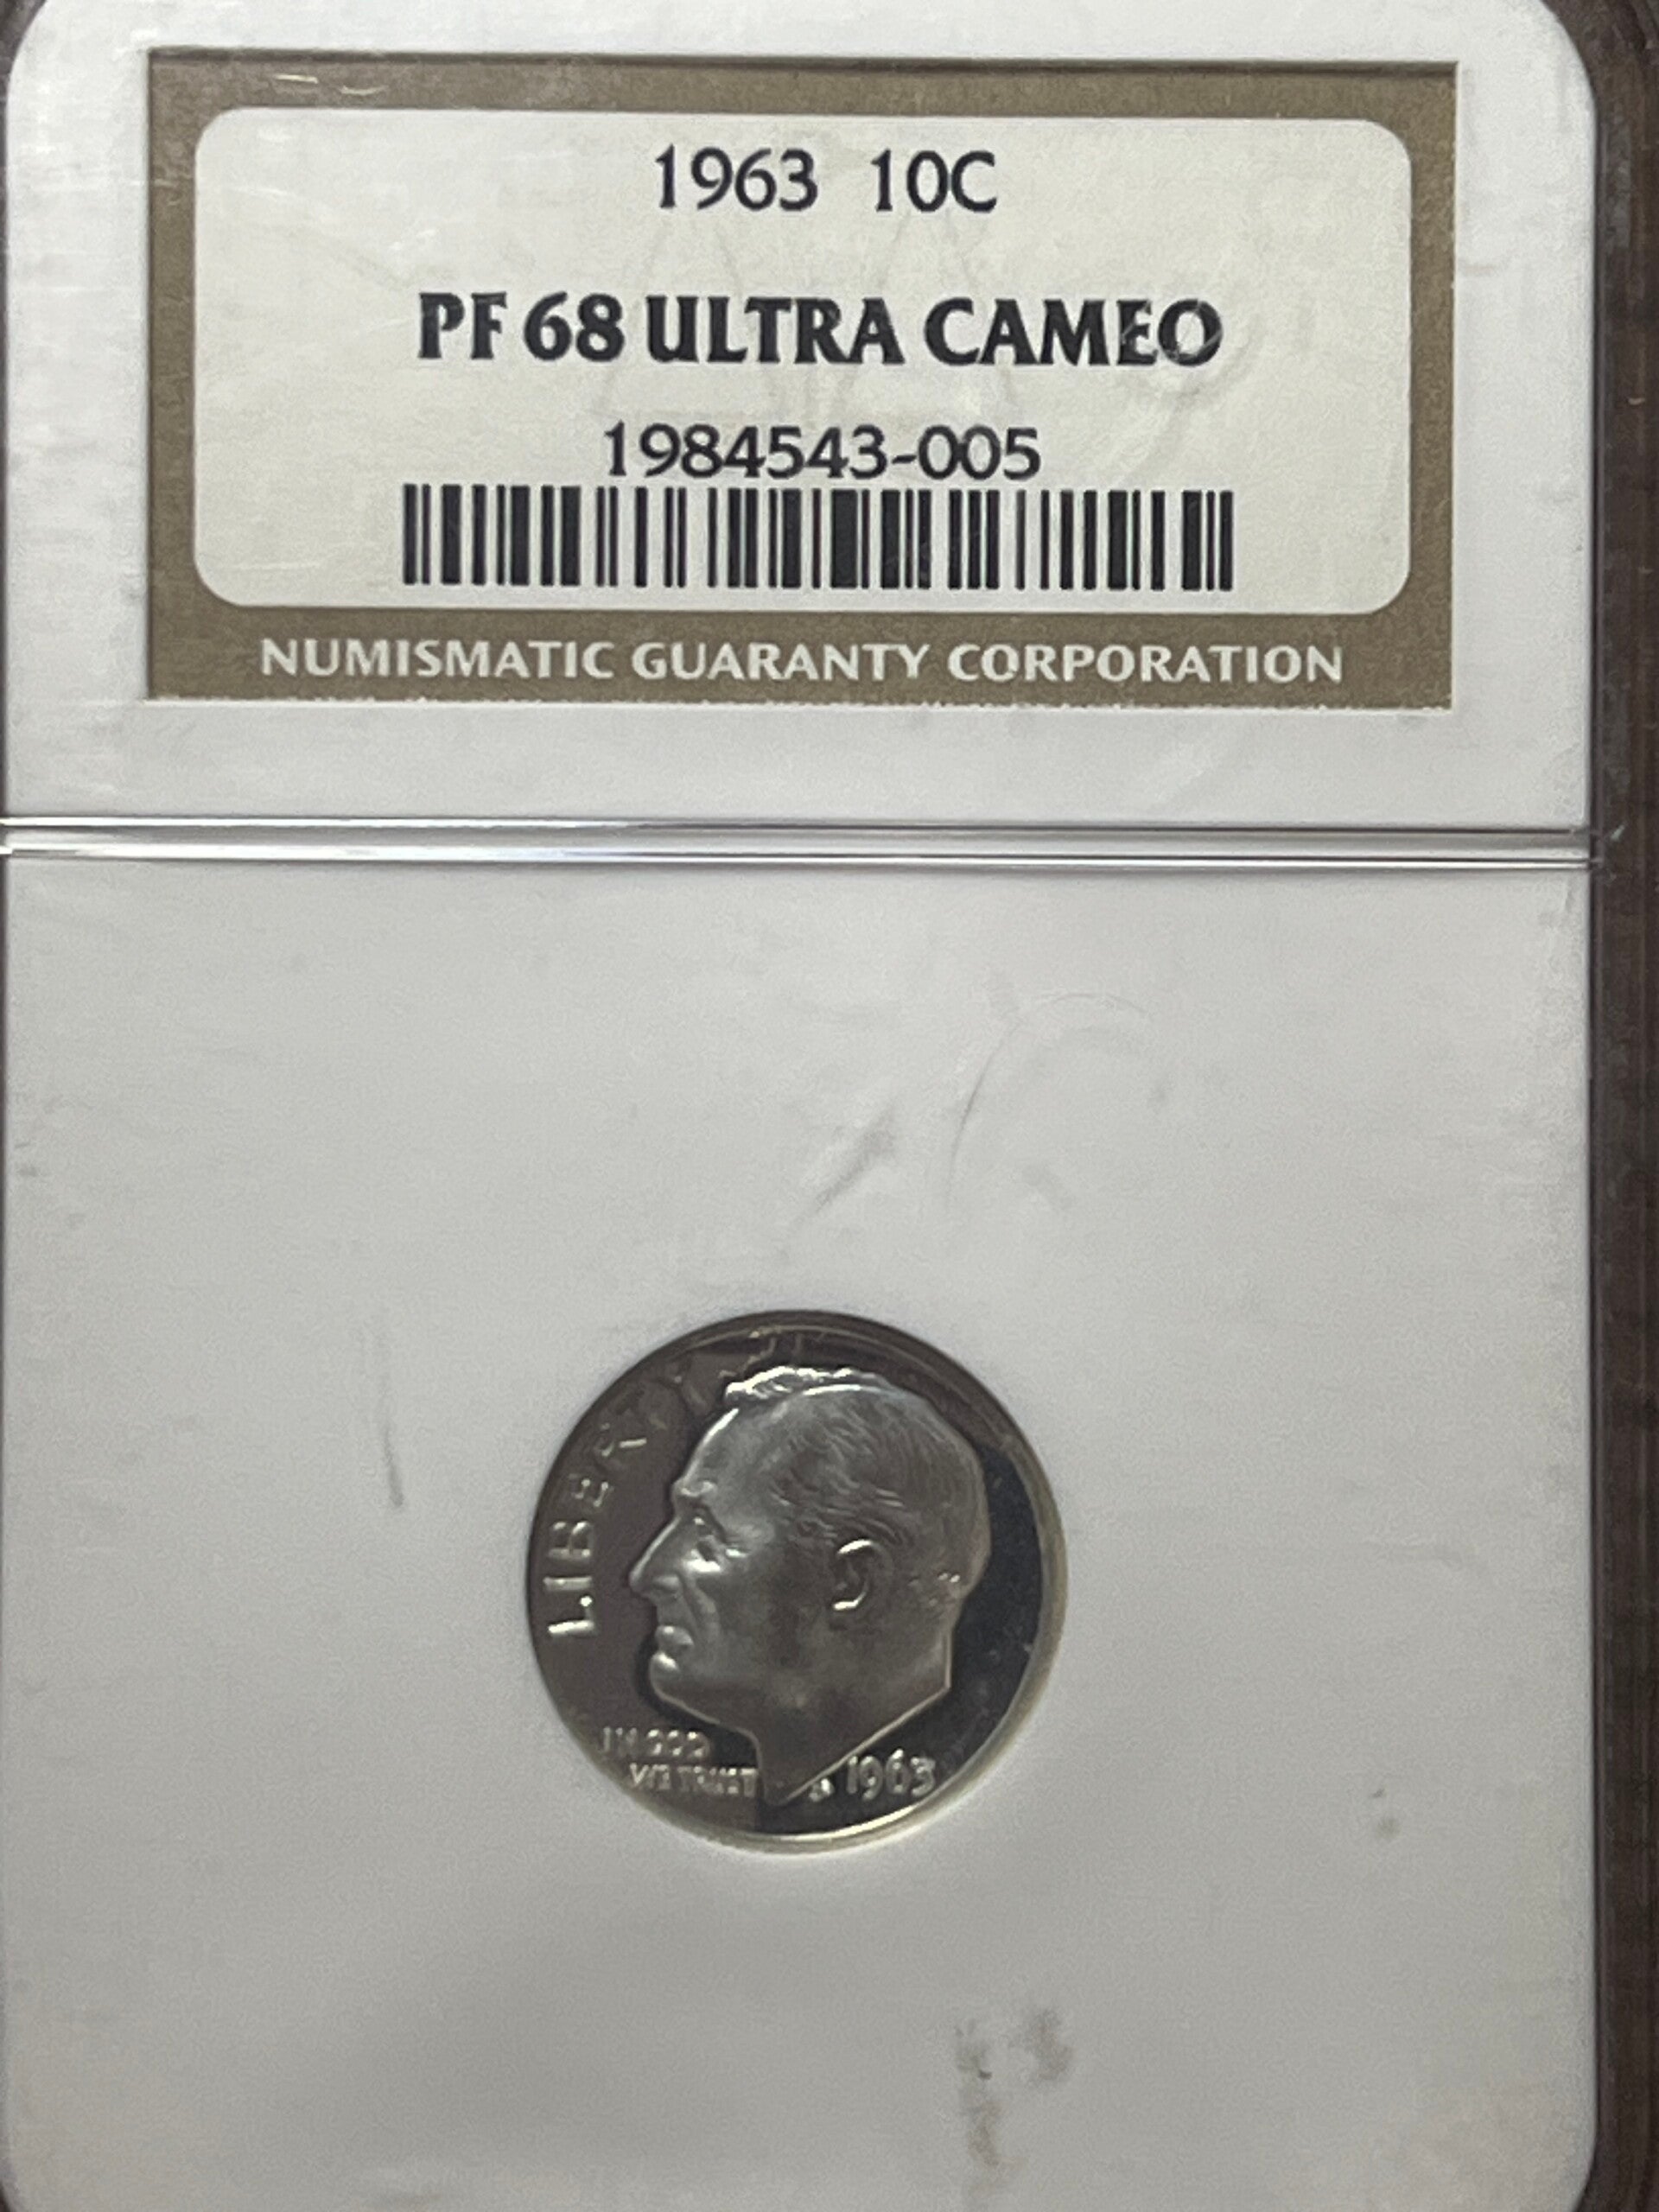 1963 10C
PF 68 ULTRA CAMEO
1984543-005
NUMISMATIC GUARANTY CORPORATION
LIBERTY
IN GOD
WE TRUST
1963